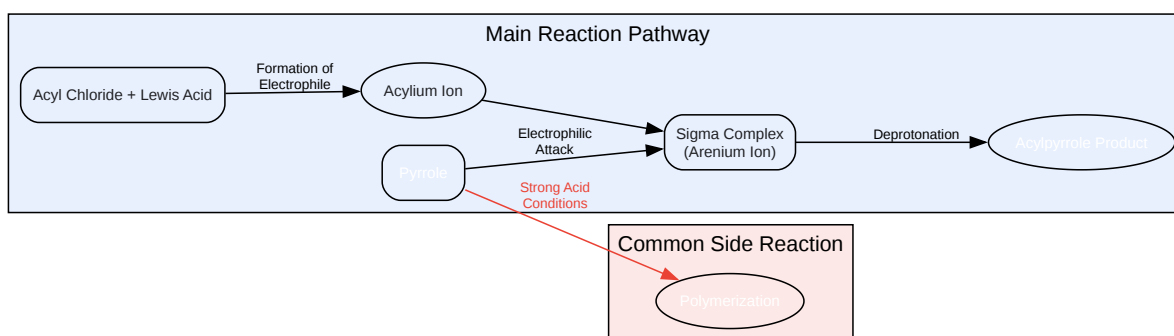 Main Reaction Pathway
Acyl Chloride + Lewis Acid
Formation of
Electrophile
Acylium Ion
Pyrrole
Electrophilic
Attack
Sigma Complex
(Arenium Ion)
Deprotonation
Acylpyrrole Product
Strong Acid
Conditions
Common Side Reaction
Polymerization